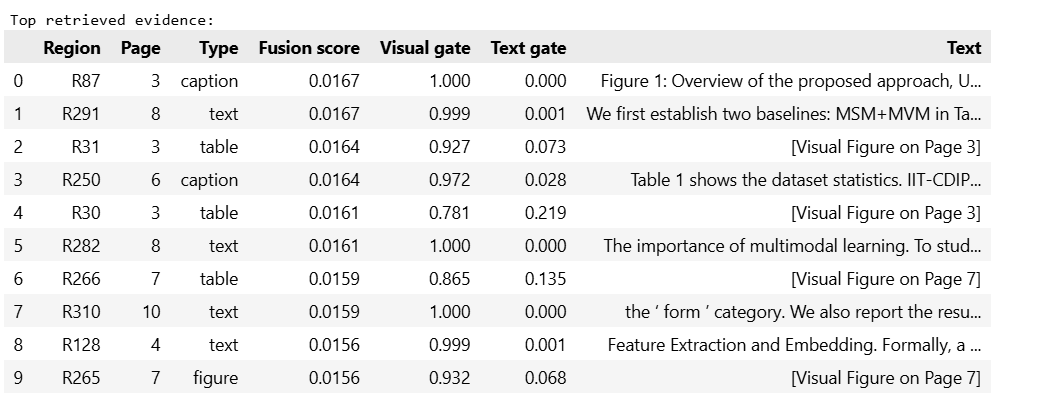 Top retrieved evidence:
Region Page Type Fusion score Visual gate Text gate Text
0 R87 3 caption 0.0167 1.000 0.000 Figure 1: Overview of the proposed approach, U...
1 R291 8 text 0.0167 0.999 0.001 We first establish two baselines: MSM+MVM in Ta...
2 R31 3 table 0.0164 0.927 0.073 [Visual Figure on Page 3]
3 R250 6 caption 0.0164 0.972 0.028 Table 1 shows the dataset statistics. IIT-CDIP...
4 R30 3 table 0.0161 0.781 0.219 [Visual Figure on Page 3]
5 R282 8 text 0.0161 1.000 0.000 The importance of multimodal learning. To stud...
6 R266 7 table 0.0159 0.865 0.135 [Visual Figure on Page 7]
7 R310 10 text 0.0159 1.000 0.000 the ‘ form ’ category. We also report the resu...
8 R128 4 text 0.0156 0.999 0.001 Feature Extraction and Embedding. Formally, a ...
9 R265 7 figure 0.0156 0.932 0.068 [Visual Figure on Page 7]